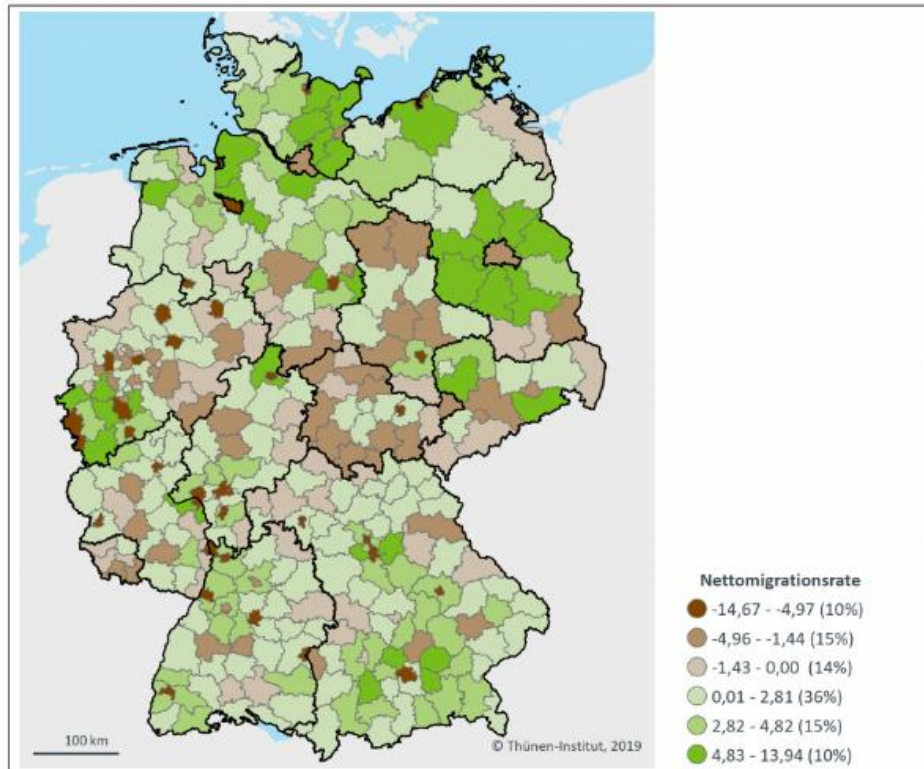 Nettomigrationsrate
-14,67 - -4,97 (10%)
-4,96 - -1,44 (15%)
-1,43 - 0,00 (14%)
0,01 - 2,81 (36%)
2,82 - 4,82 (15%)
4,83 - 13,94 (10%)
100 km
© Thünen-Institut, 2019